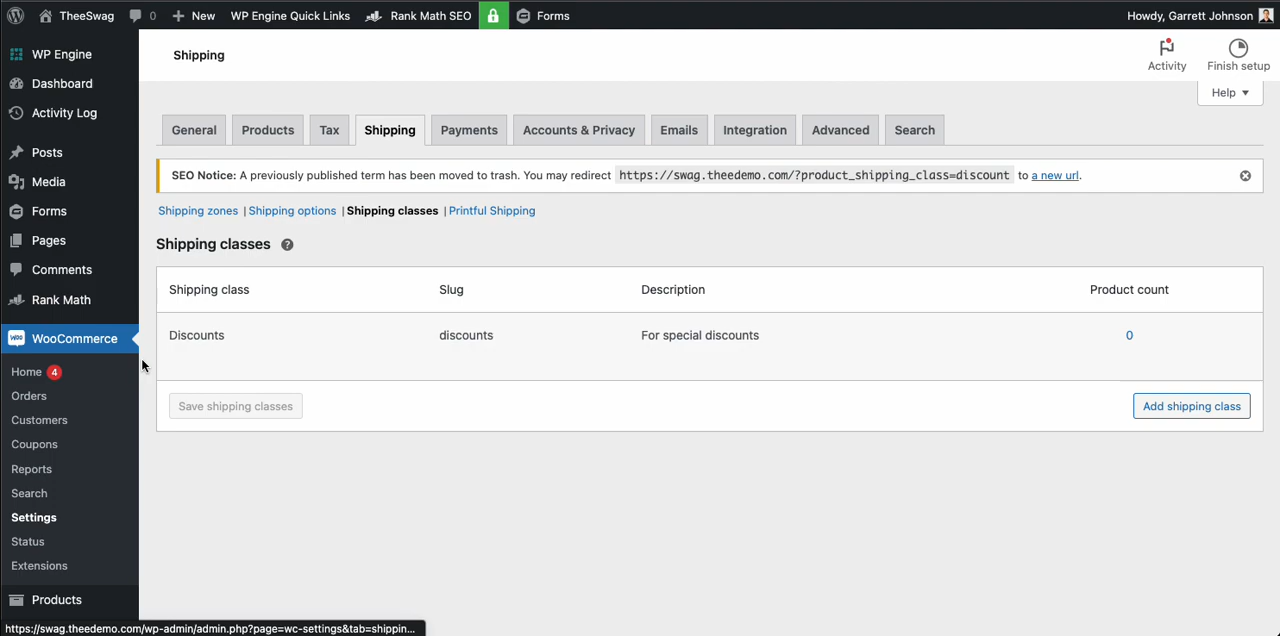 TheeSwag 0 New WP Engine Quick Links Rank Math SEO Forms Howdy, Garrett Johnson
WP Engine
Dashboard
Activity Log
Posts
Media
Forms
Pages
Comments
Rank Math
WooCommerce
Home 4
Orders
Customers
Coupons
Reports
Search
Settings
Status
Extensions
Products
Shipping
Activity
Finish setup
Help
General Products Tax Shipping Payments Accounts & Privacy Emails Integration Advanced Search
SEO Notice: A previously published term has been moved to trash. You may redirect https://swag.theedemo.com/?product_shipping_class=discount to a new url.
Shipping zones | Shipping options | Shipping classes | Printful Shipping
Shipping classes ?
Shipping class Slug Description Product count
Discounts discounts For special discounts 0
Save shipping classes Add shipping class
https://swag.theedemo.com/wp-admin/admin.php?page=wc-settings&tab=shippin...